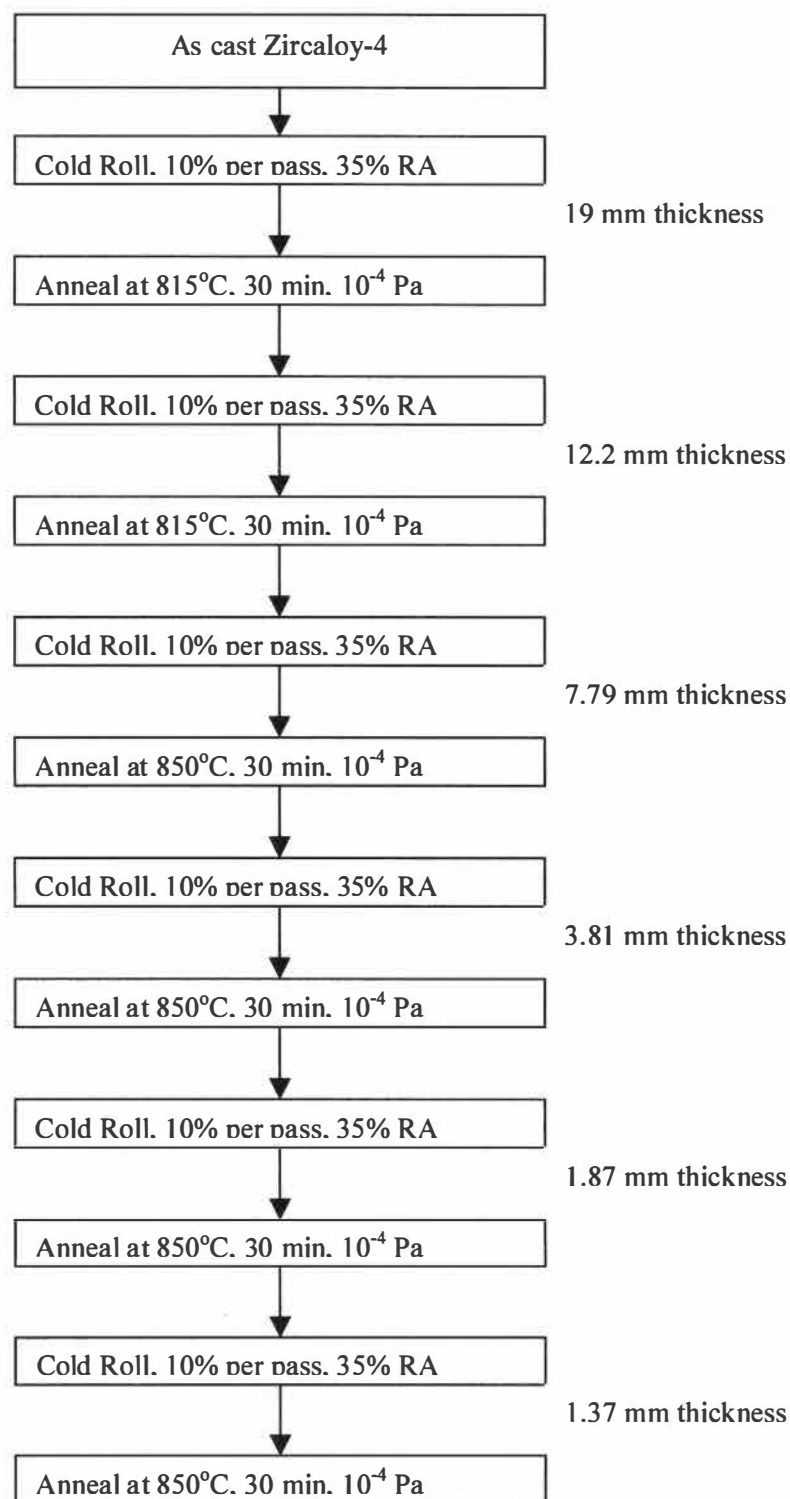 As cast Zircaloy-4
Cold Roll, 10% per pass, 35% RA
19 mm thickness
Anneal at 815°C, 30 min, 10⁻⁴ Pa
Cold Roll, 10% per pass, 35% RA
12.2 mm thickness
Anneal at 815°C, 30 min, 10⁻⁴ Pa
Cold Roll, 10% per pass, 35% RA
7.79 mm thickness
Anneal at 850°C, 30 min, 10⁻⁴ Pa
Cold Roll, 10% per pass, 35% RA
3.81 mm thickness
Anneal at 850°C, 30 min, 10⁻⁴ Pa
Cold Roll, 10% per pass, 35% RA
1.87 mm thickness
Anneal at 850°C, 30 min, 10⁻⁴ Pa
Cold Roll, 10% per pass, 35% RA
1.37 mm thickness
Anneal at 850°C, 30 min, 10⁻⁴ Pa